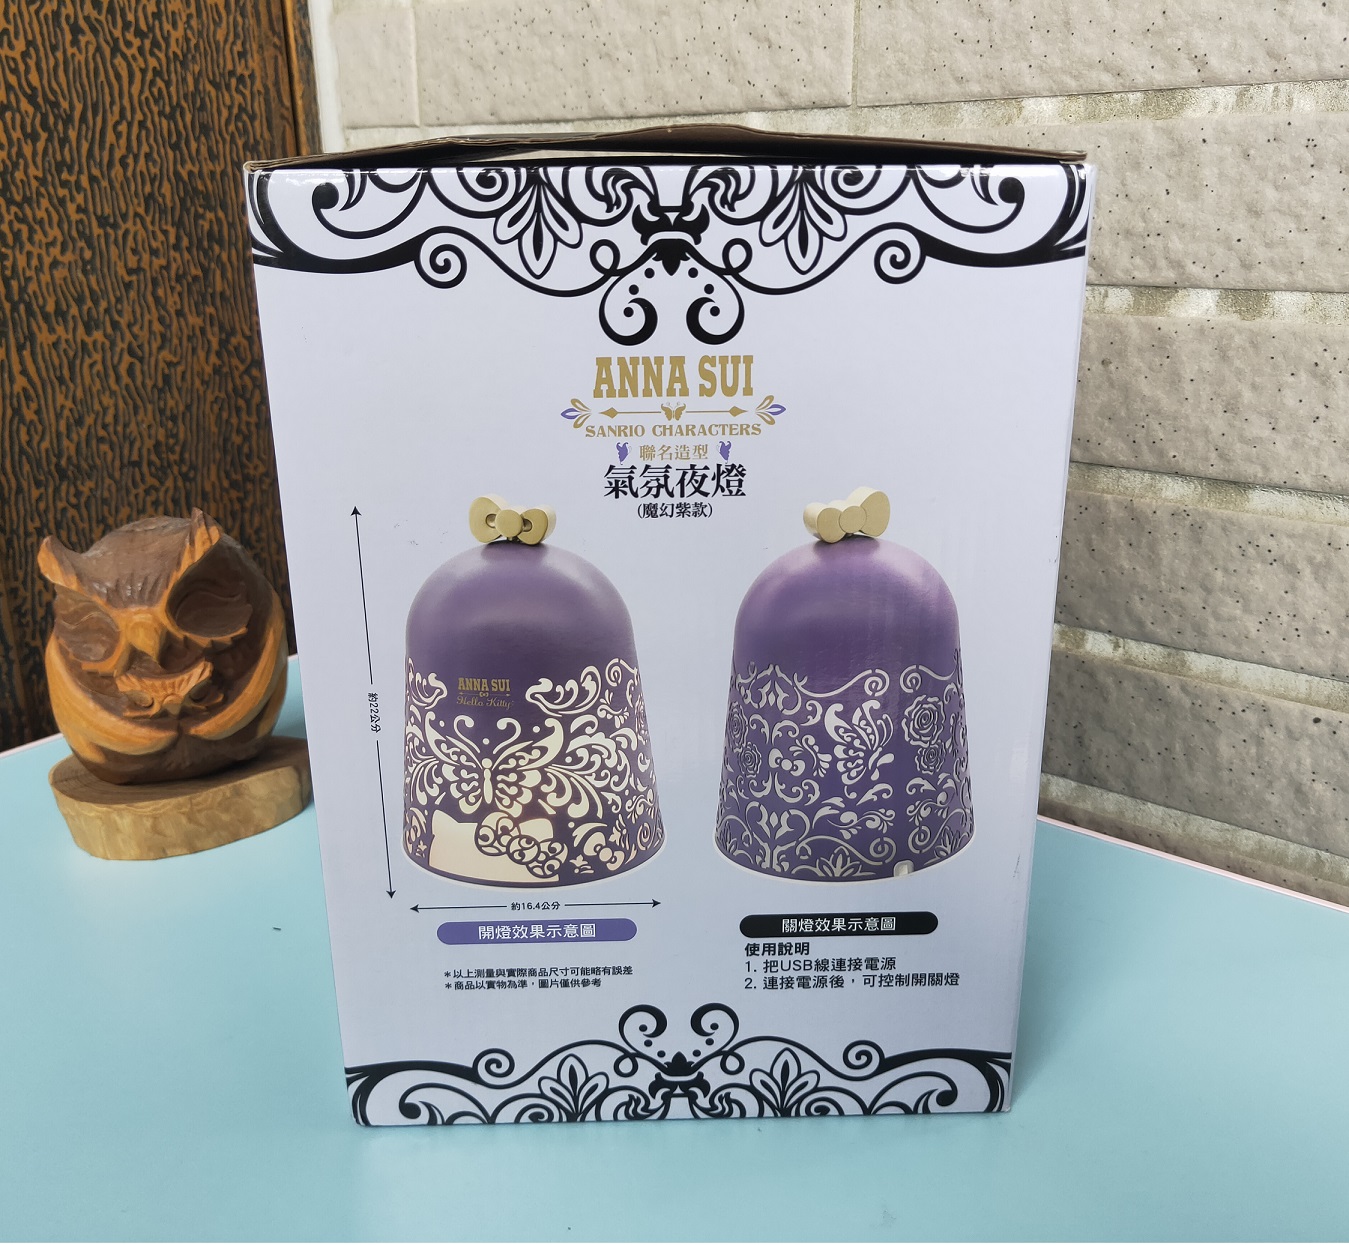 ANNA SUI
SANRIO CHARACTERS
聯名造型
氣氛夜燈
(魔幻紫款)
ANNA SUI
Hello Kitty
約22公分
約16.4公分
開燈效果示意圖
關燈效果示意圖
*以上測量與實際商品尺寸可能略有誤差
*商品以實物為準，圖片僅供參考
使用說明
1. 把USB線連接電源
2. 連接電源後，可控制開關燈